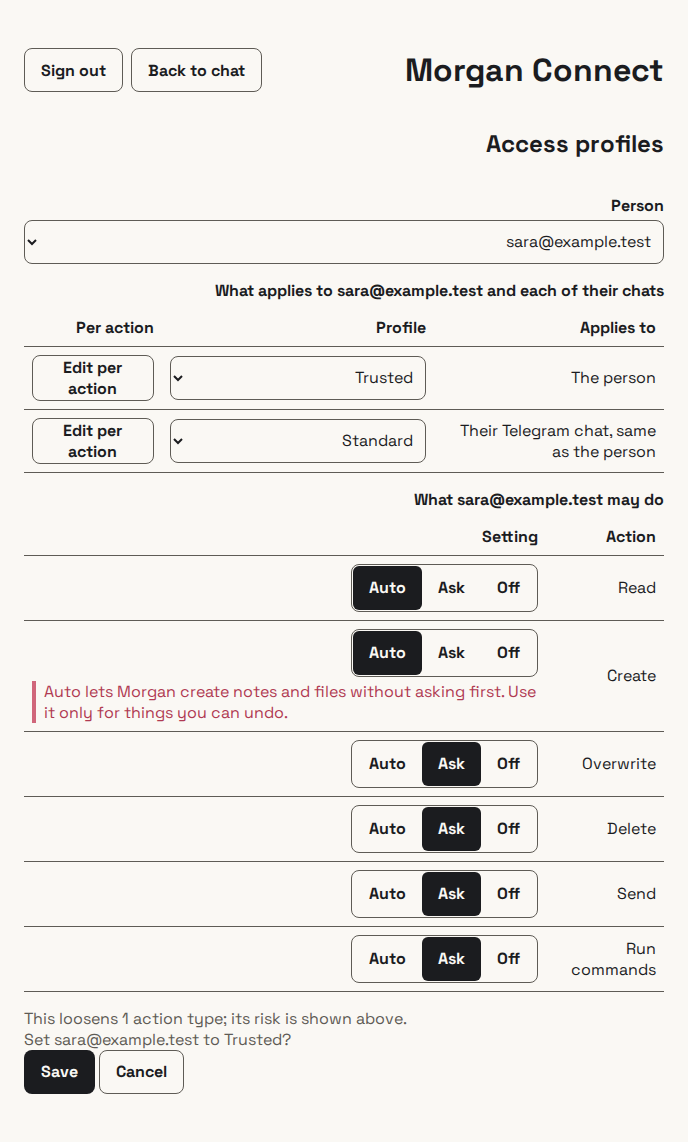 Morgan Connect
Back to chat
Sign out
Access profiles
Person
sara@example.test
What applies to sara@example.test and each of their chats
Applies to Profile Per action
The person Trusted Edit per
action
Their Telegram chat, same
as the person
Standard
Edit per
action
What sara@example.test may do
Action Setting
Read Auto Ask Off
Create Auto Ask Off
Auto lets Morgan create notes and files without asking first. Use
it only for things you can undo.
Overwrite Auto Ask Off
Delete Auto Ask Off
Send Auto Ask Off
Run
commands
Auto Ask Off
This loosens 1 action type; its risk is shown above.
Set sara@example.test to Trusted?
Save Cancel